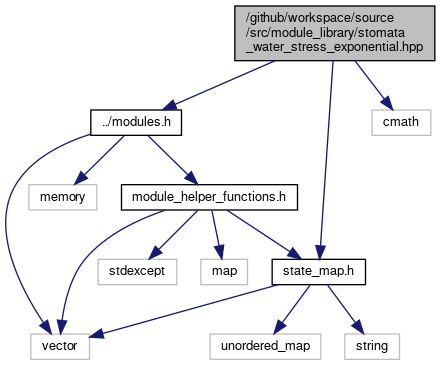 /github/workspace/source
/src/module_library/stomata
_water_stress_exponential.hpp
../modules.h
cmath
memory
module_helper_functions.h
stdexcept
map
state_map.h
vector
unordered_map
string